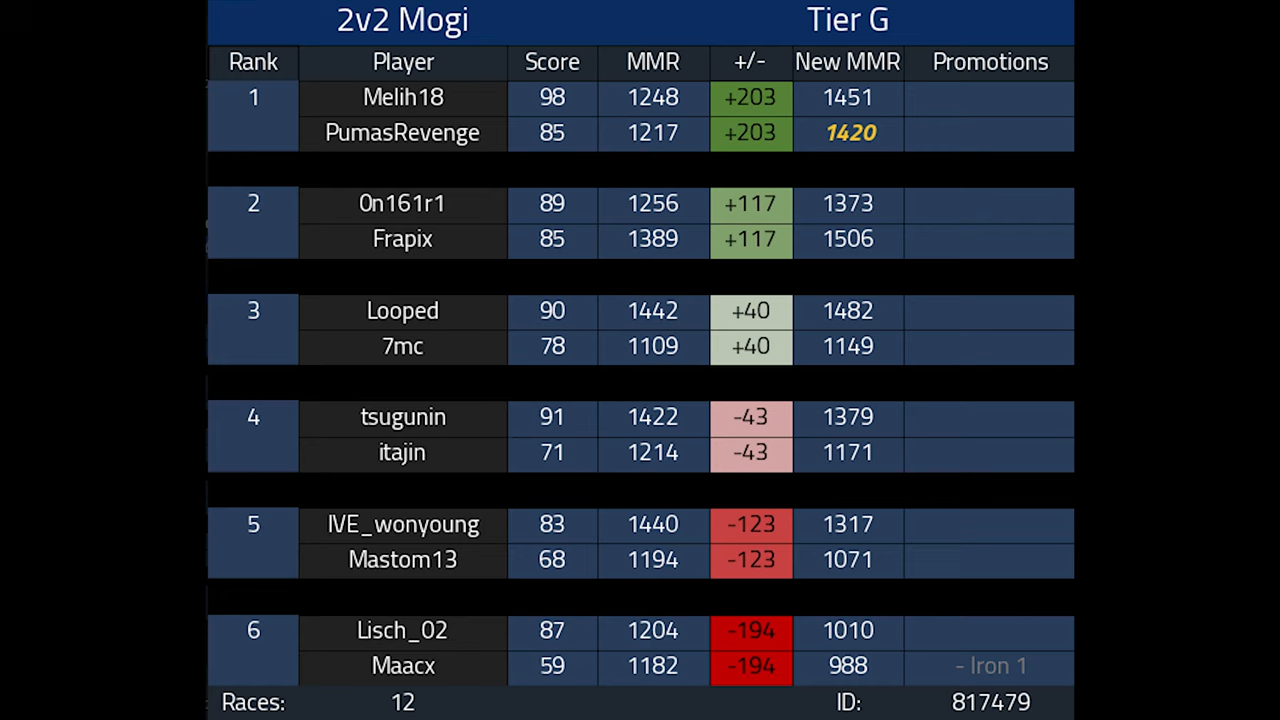 2v2 Mogi Tier G
Rank Player Score MMR +/- New MMR Promotions
1 Melih18 98 1248 +203 1451
PumasRevenge 85 1217 +203 1420
2 0n161r1 89 1256 +117 1373
Frapix 85 1389 +117 1506
3 Looped 90 1442 +40 1482
7mc 78 1109 +40 1149
4 tsugunin 91 1422 -43 1379
itajin 71 1214 -43 1171
5 IVE_wonyoung 83 1440 -123 1317
Mastom13 68 1194 -123 1071
6 Lisch_02 87 1204 -194 1010
Maacx 59 1182 -194 988 - Iron 1
Races: 12 ID: 817479